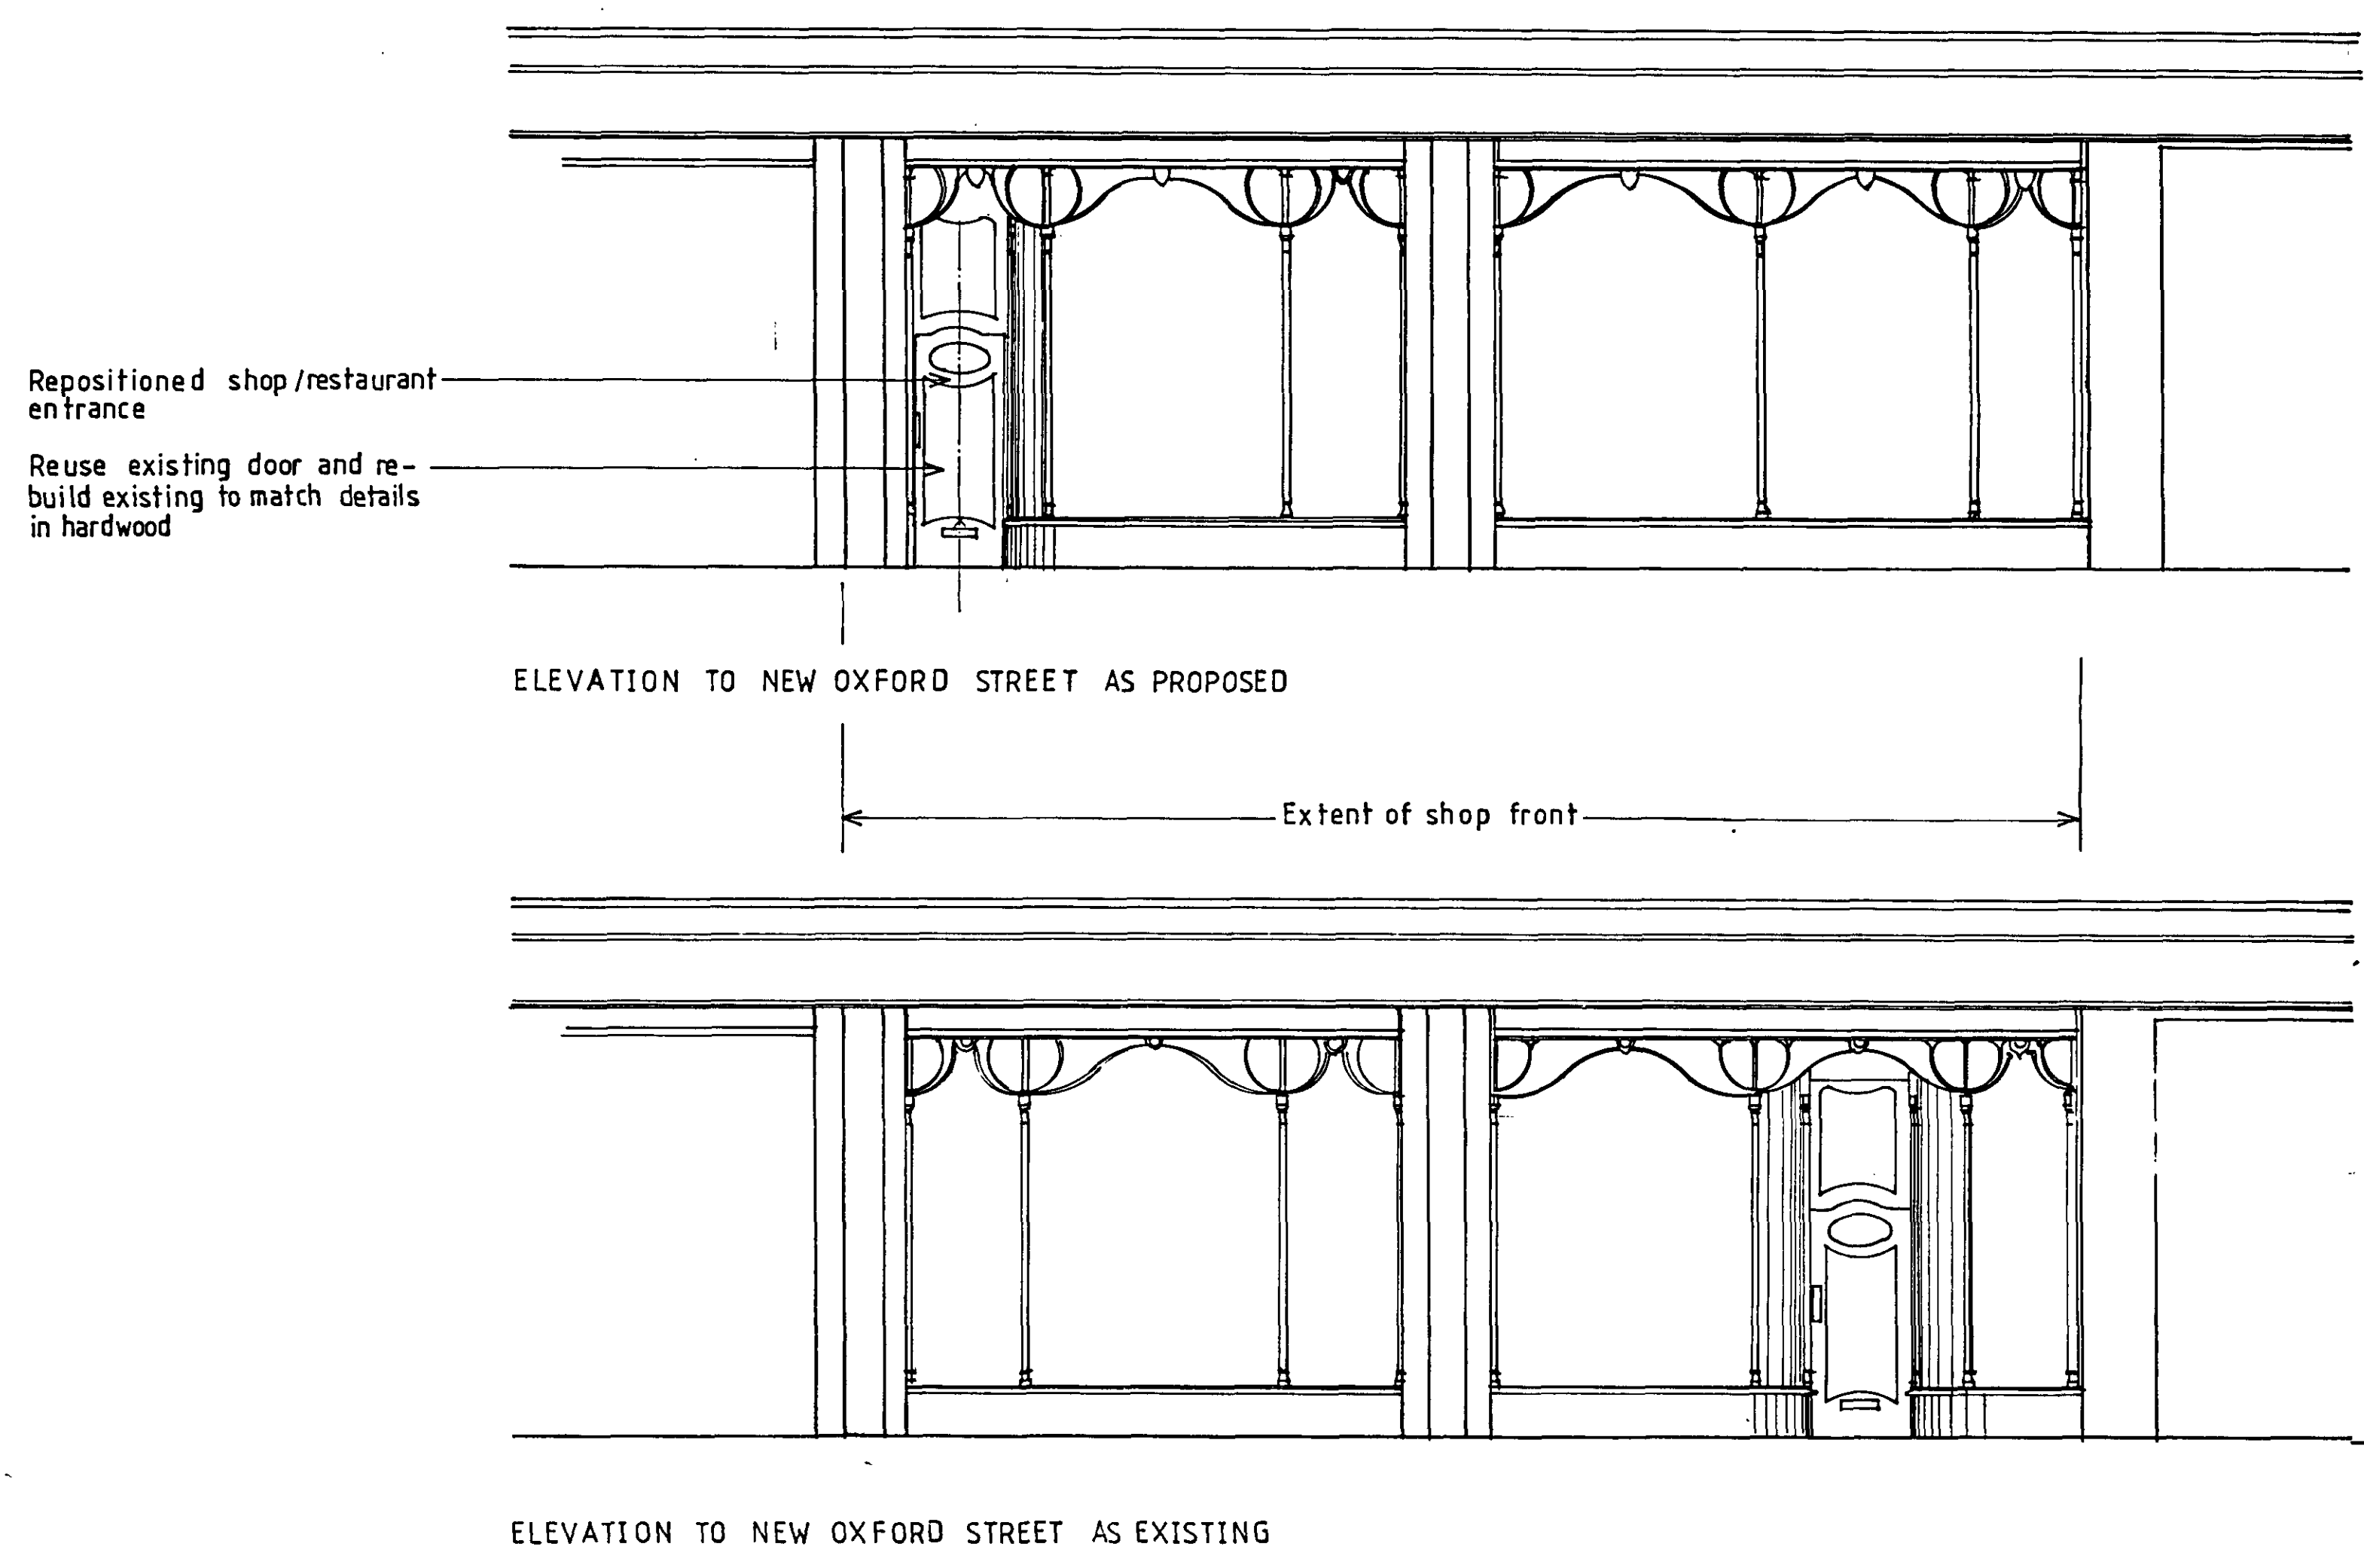 Repositioned shop/restaurant
entrance
Reuse existing door and re-
build existing to match details
in hardwood
ELEVATION TO NEW OXFORD STREET AS PROPOSED
Extent of shop front
ELEVATION TO NEW OXFORD STREET AS EXISTING